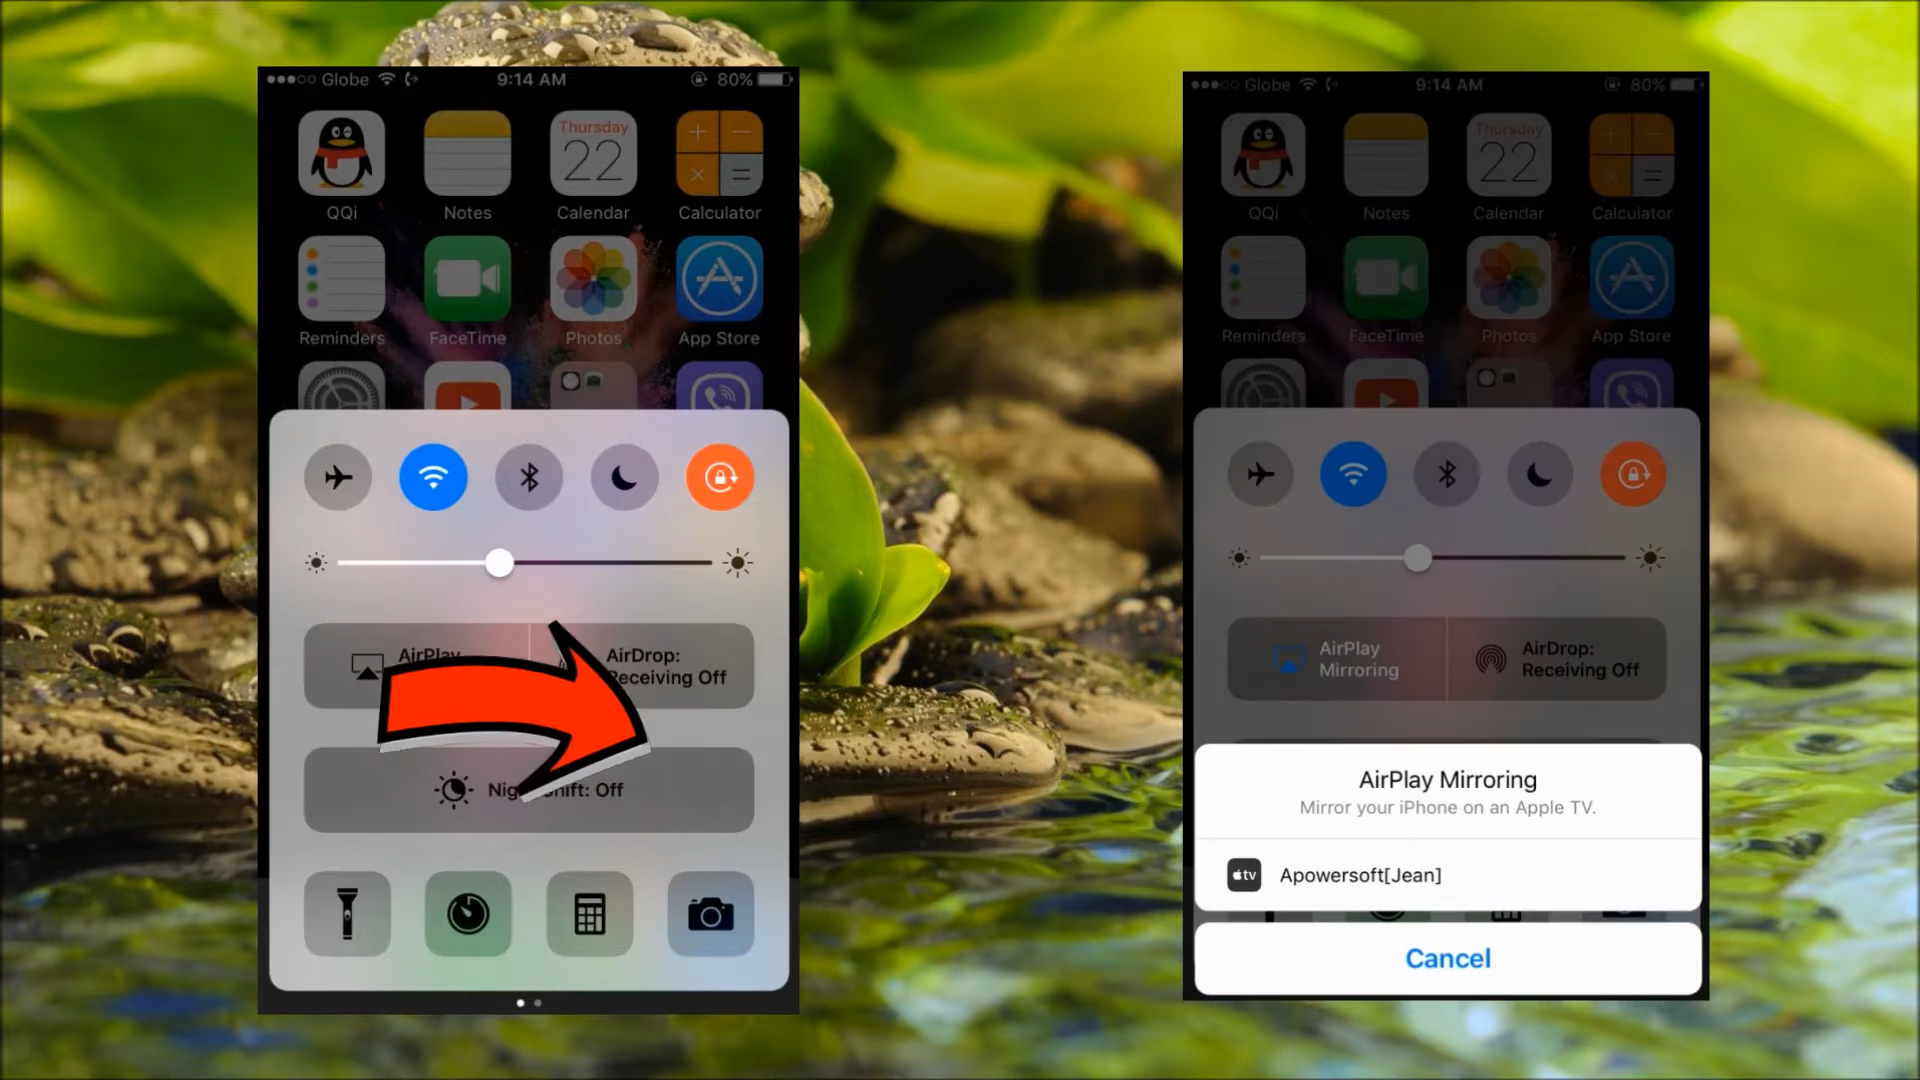 Globe
9:14 AM
80%
Thursday
22
QQi
Notes
Calendar
Calculator
Reminders
FaceTime
Photos
App Store
AirPlay
AirDrop:
Receiving Off
Off
Globe
9:14 AM
80%
Thursday
22
QQi
Notes
Calendar
Calculator
Reminders
FaceTime
Photos
App Store
AirPlay
Mirroring
AirDrop:
Receiving Off
AirPlay Mirroring
Mirror your iPhone on an Apple TV.
tv
Apowersoft[Jean]
Cancel